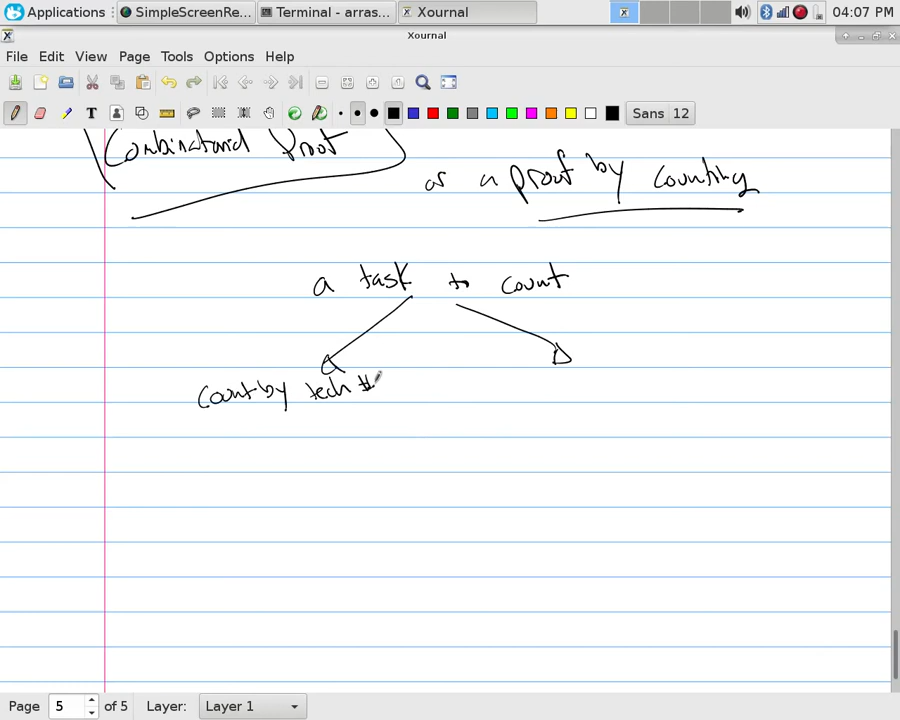 Applications SimpleScreenRe... Terminal - arras... Xournal 04:07 PM
Xournal
File Edit View Page Tools Options Help
Sans 12
Combinatorial Proof
or a proof by counting
a task to count
Count by tech #
Page 5 of 5 Layer: Layer 1